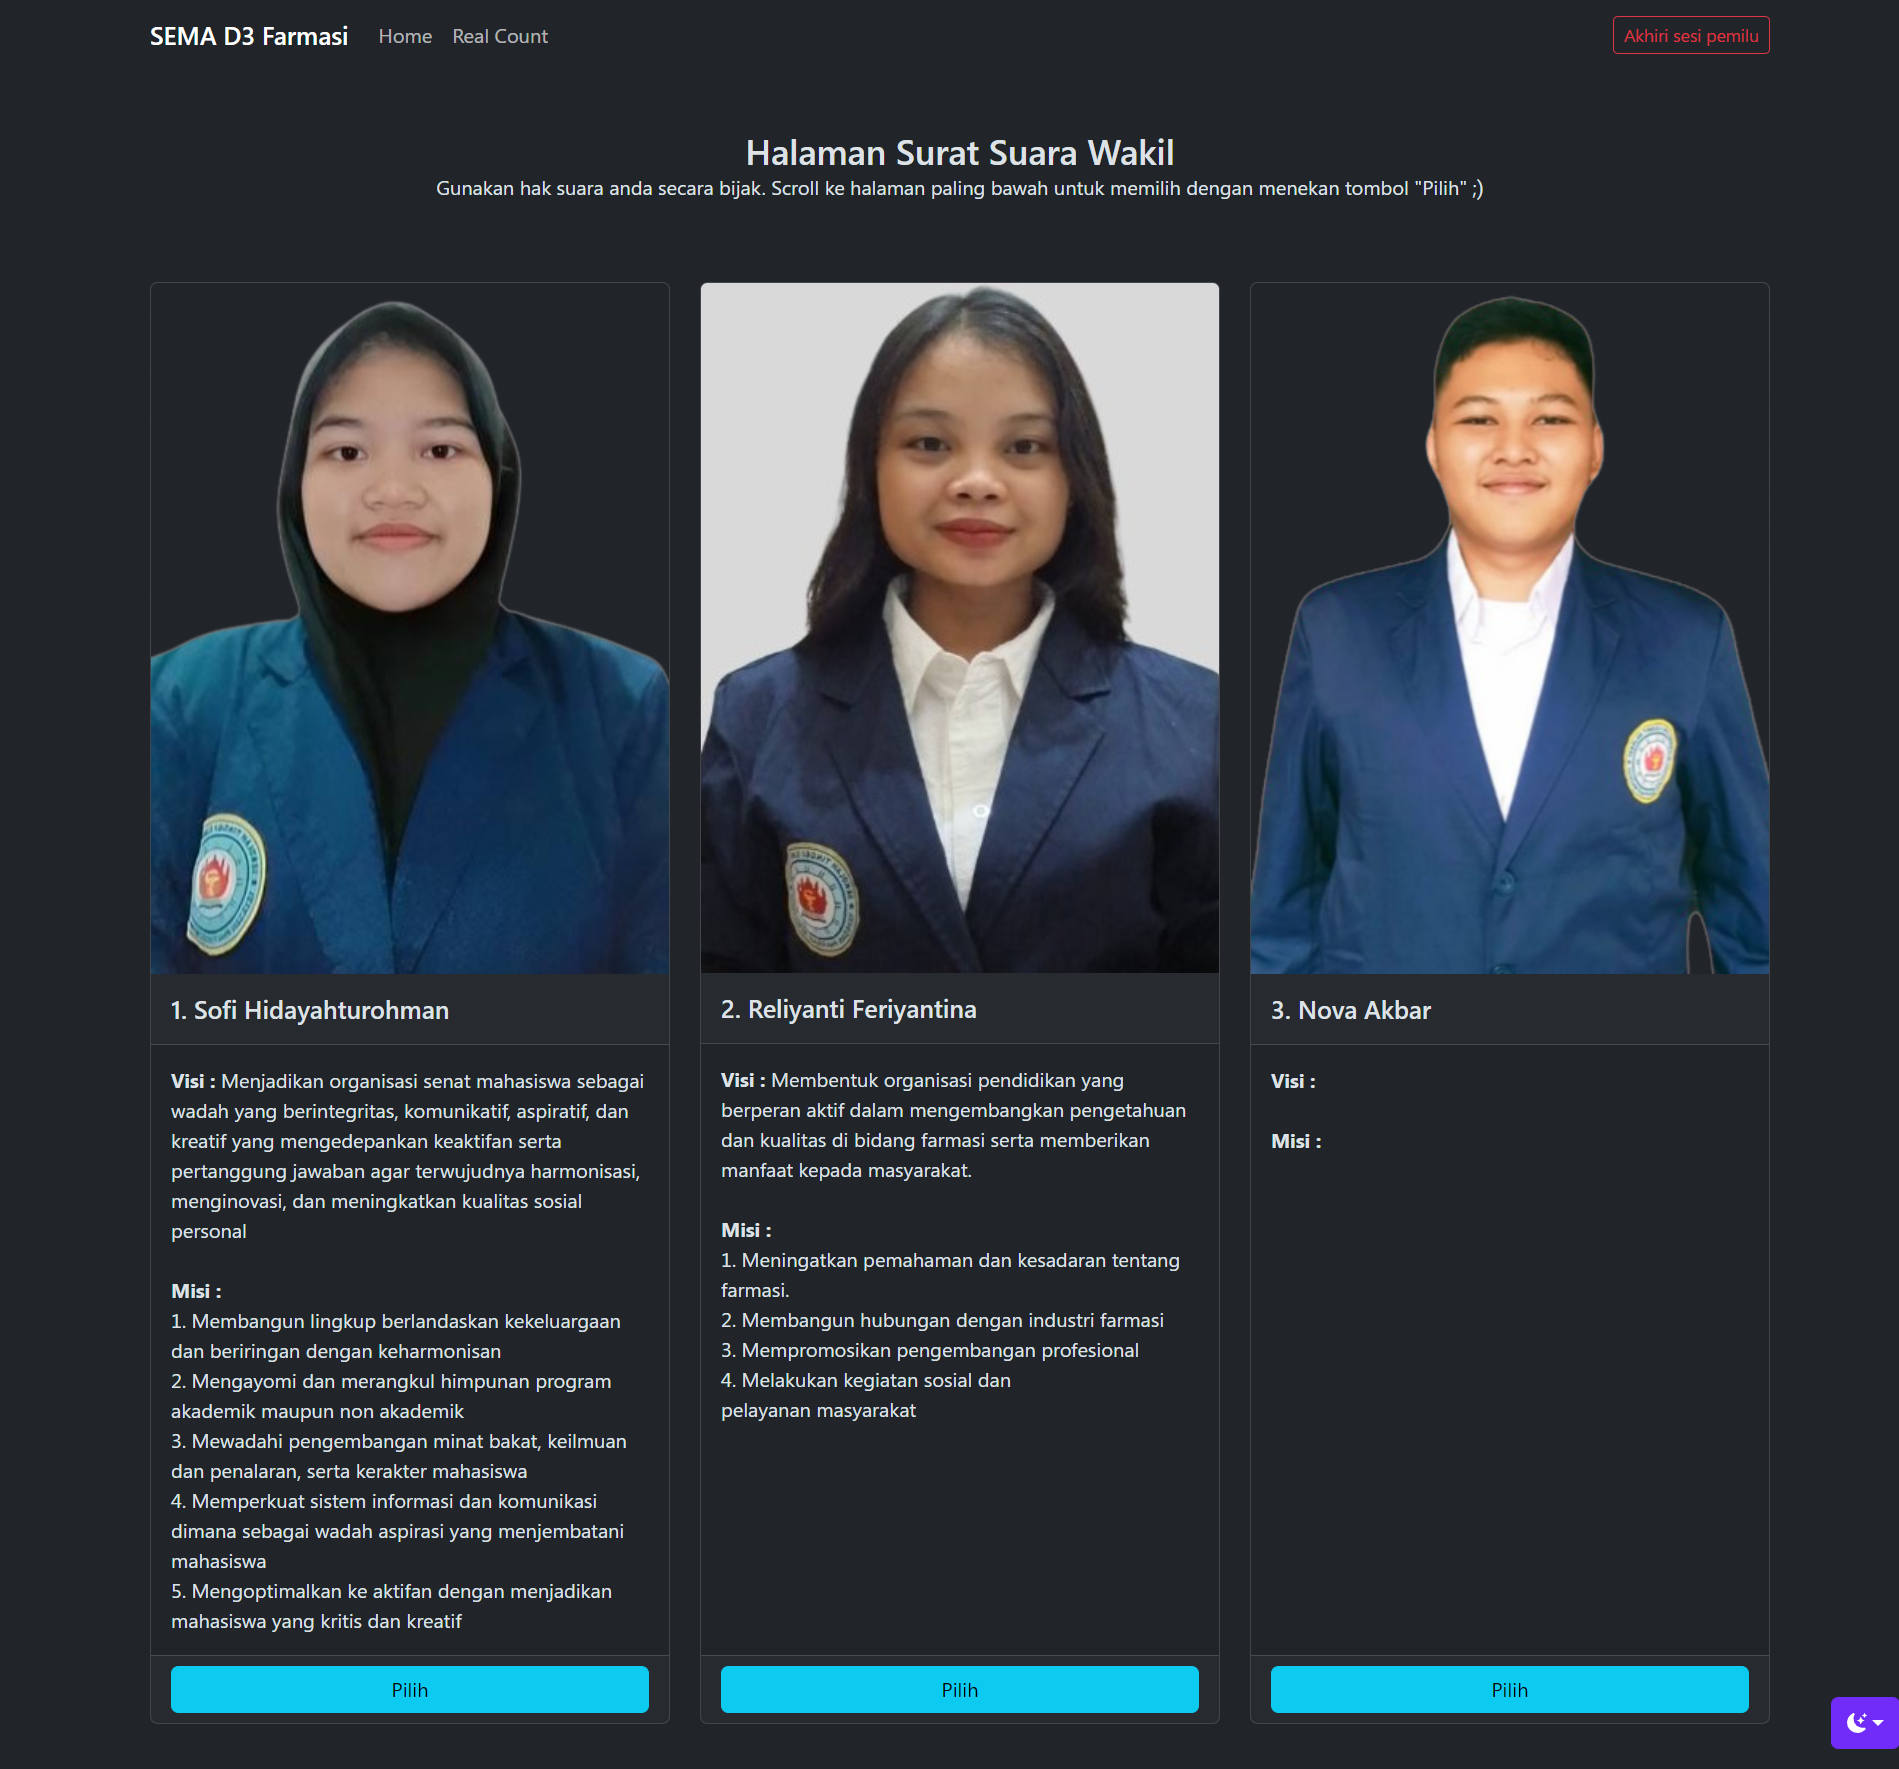 SEMA D3 Farmasi Home Real Count Akhiri sesi pemilu
Halaman Surat Suara Wakil
Gunakan hak suara anda secara bijak. Scroll ke halaman paling bawah untuk memilih dengan menekan tombol "Pilih" ;)
1. Sofi Hidayahturohman
Visi : Menjadikan organisasi senat mahasiswa sebagai
wadah yang berintegritas, komunikatif, aspiratif, dan
kreatif yang mengedepankan keaktifan serta
pertanggung jawaban agar terwujudnya harmonisasi,
menginovasi, dan meningkatkan kualitas sosial
personal
Misi :
1. Membangun lingkup berlandaskan kekeluargaan
dan beriringan dengan keharmonisan
2. Mengayomi dan merangkul himpunan program
akademik maupun non akademik
3. Mewadahi pengembangan minat bakat, keilmuan
dan penalaran, serta kerakter mahasiswa
4. Memperkuat sistem informasi dan komunikasi
dimana sebagai wadah aspirasi yang menjembatani
mahasiswa
5. Mengoptimalkan ke aktifan dengan menjadikan
mahasiswa yang kritis dan kreatif
Pilih
2. Reliyanti Feriyantina
Visi : Membentuk organisasi pendidikan yang
berperan aktif dalam mengembangkan pengetahuan
dan kualitas di bidang farmasi serta memberikan
manfaat kepada masyarakat.
Misi :
1. Meningatkan pemahaman dan kesadaran tentang
farmasi.
2. Membangun hubungan dengan industri farmasi
3. Mempromosikan pengembangan profesional
4. Melakukan kegiatan sosial dan
pelayanan masyarakat
Pilih
3. Nova Akbar
Visi :
Misi :
Pilih